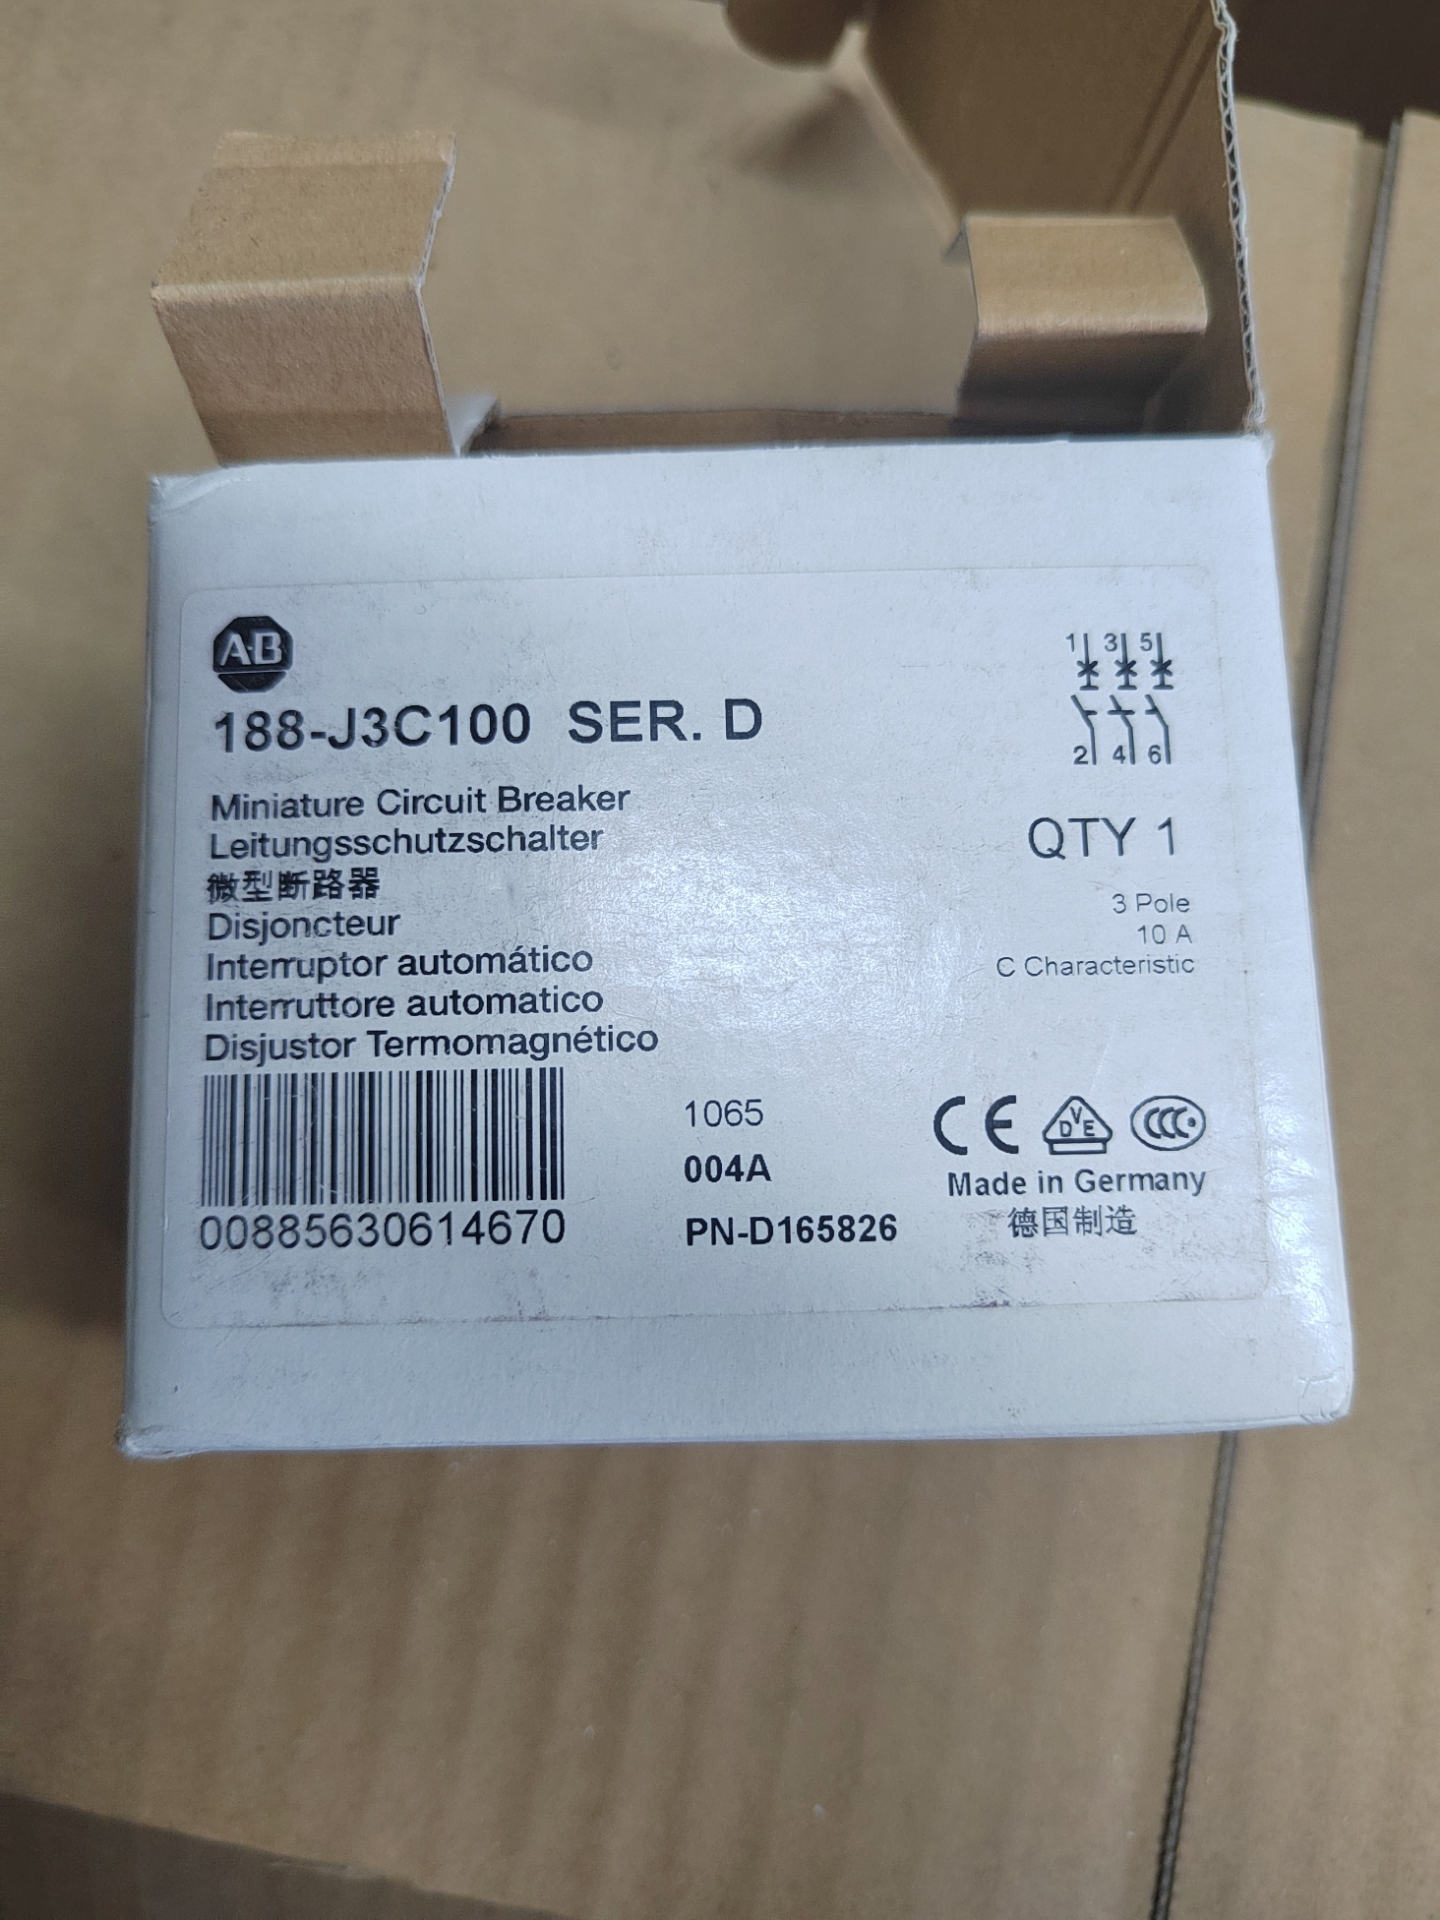 A·B
188-J3C100 SER. D
Miniature Circuit Breaker
Leitungsschutzschalter
微型断路器
Disjoncteur
Interruptor automático
Interruttore automatico
Disjustor Termomagnético
00885630614670
1065
004A
PN-D165826
1 3 5
2 4 6
QTY 1
3 Pole
10 A
C Characteristic
CE VDE CCC
Made in Germany
德国制造